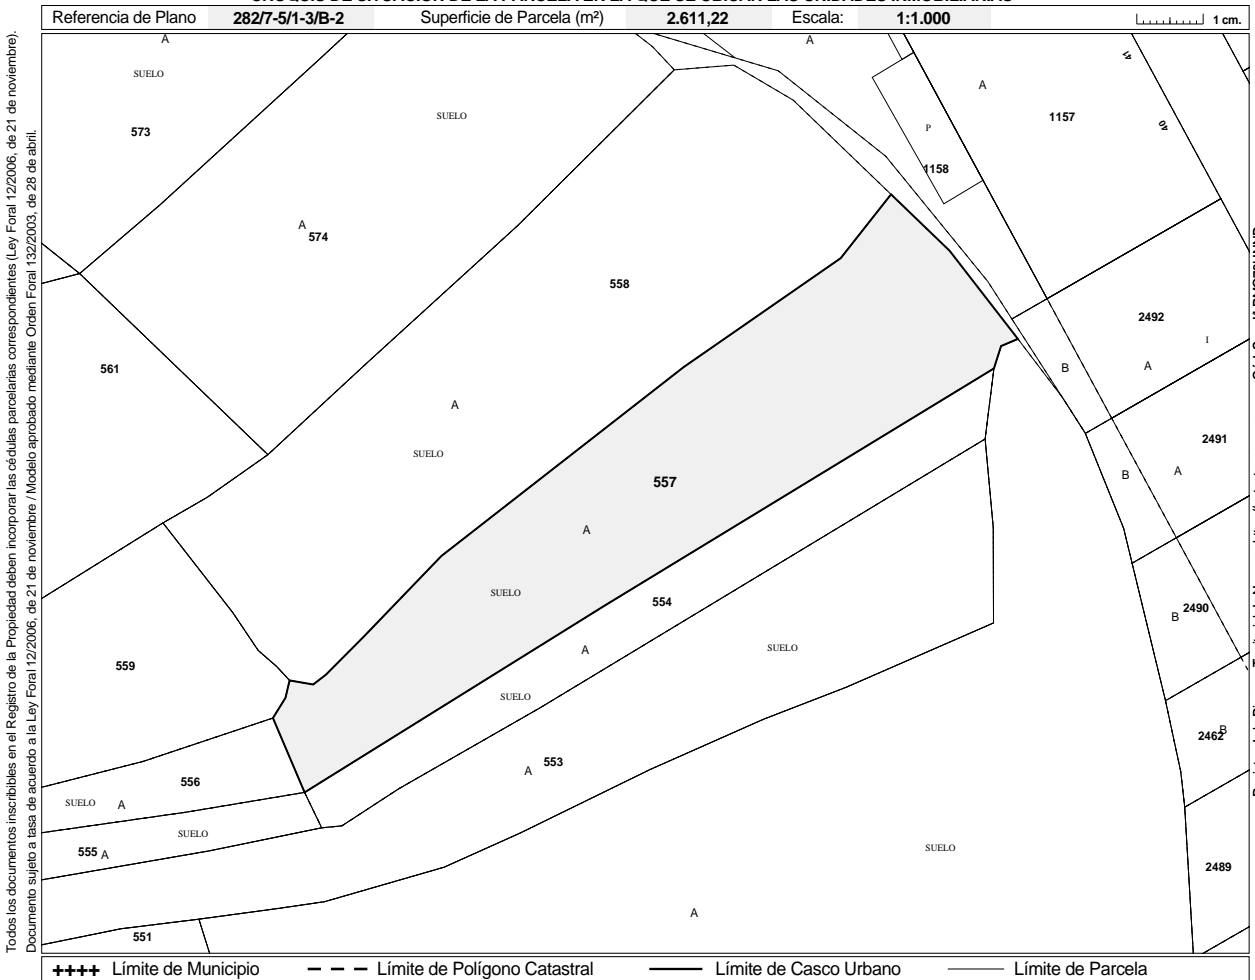 Referencia de Plano 282/7-5/1-3/B-2 Superficie de Parcela (m²) 2.611,22 Escala: 1:1.000 1 cm.
Todos los documentos inscribibles en el Registro de la Propiedad deben incorporar las cédulas parcelarias correspondientes (Ley Foral 12/2006, de 21 de noviembre).
Documento sujeto a tasa de acuerdo a la Ley Foral 12/2006, de 21 de noviembre / Modelo aprobado mediante Orden Foral 132/2003, de 28 de abril.
A
SUELO
573
SUELO
A
574
558
A
A
41
1157
40
P
1158
2492
I
A
B
561
A
SUELO
2491
A
B
557
A
SUELO
554
A
SUELO
SUELO
2490
B
559
2462
B
556
A
SUELO
553
A
SUELO
555
A
SUELO
2489
A
551
++++ Límite de Municipio
Límite de Polígono Catastral
Límite de Casco Urbano
Límite de Parcela